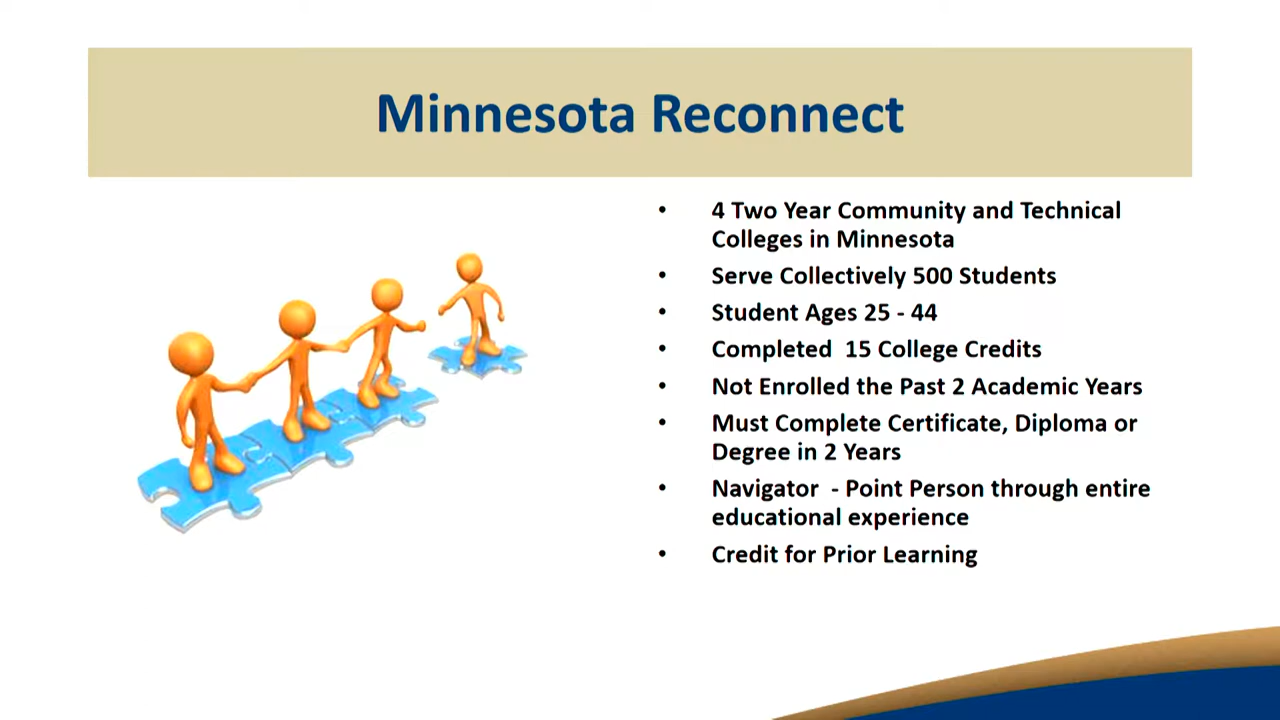 Minnesota Reconnect
• 4 Two Year Community and Technical
Colleges in Minnesota
• Serve Collectively 500 Students
• Student Ages 25 - 44
• Completed  15 College Credits
• Not Enrolled the Past 2 Academic Years
• Must Complete Certificate, Diploma or
Degree in 2 Years
• Navigator  - Point Person through entire
educational experience
• Credit for Prior Learning